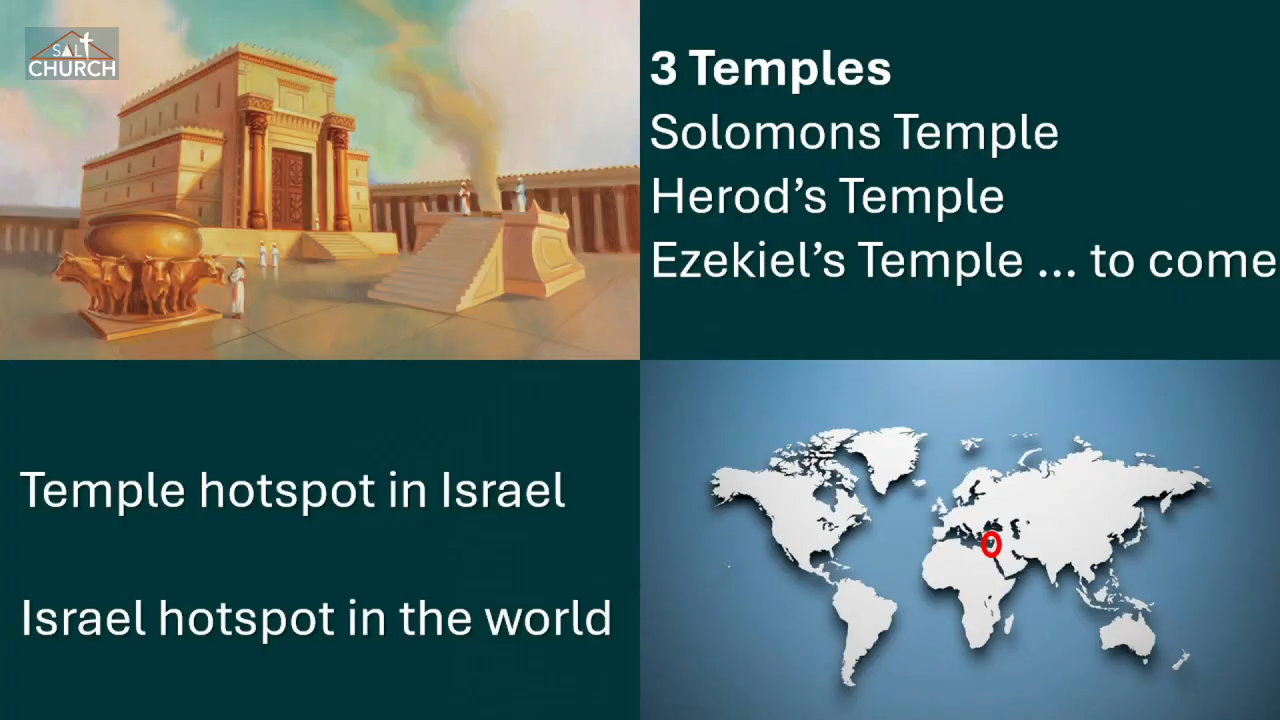 SALT
CHURCH
3 Temples
Solomons Temple
Herod's Temple
Ezekiel's Temple ... to come
Temple hotspot in Israel
Israel hotspot in the world